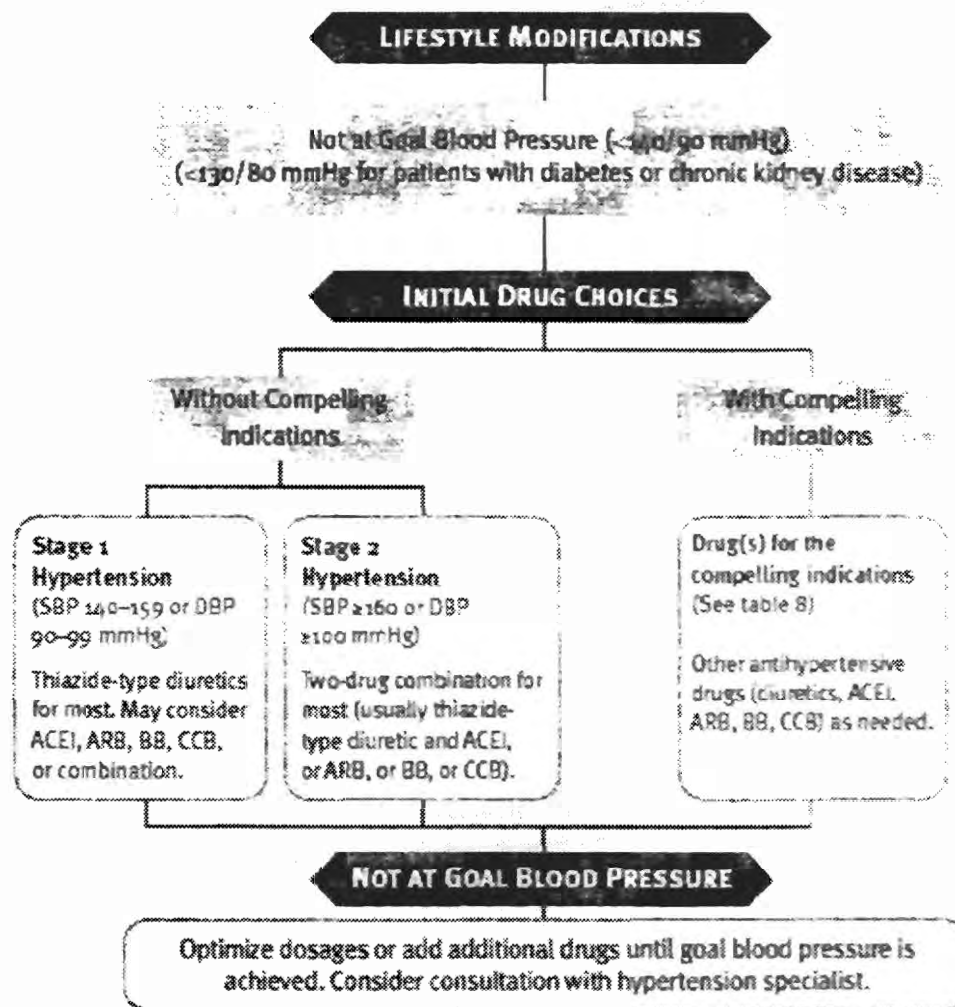 LIFESTYLE MODIFICATIONS
Not at Goal Blood Pressure (<140/90 mmHg)
(<130/80 mmHg for patients with diabetes or chronic kidney disease)
INITIAL DRUG CHOICES
Without Compelling
Indications
With Compelling
Indications
Stage 1
Hypertension
(SBP 140–159 or DBP
90–99 mmHg)
Thiazide-type diuretics
for most. May consider
ACEI, ARB, BB, CCB,
or combination.
Stage 2
Hypertension
(SBP ≥160 or DBP
≥100 mmHg)
Two-drug combination for
most (usually thiazide-
type diuretic and ACEI,
or ARB, or BB, or CCB).
Drug(s) for the
compelling indications
(See table 8)
Other antihypertensive
drugs (diuretics, ACEI,
ARB, BB, CCB) as needed.
NOT AT GOAL BLOOD PRESSURE
Optimize dosages or add additional drugs until goal blood pressure is
achieved. Consider consultation with hypertension specialist.